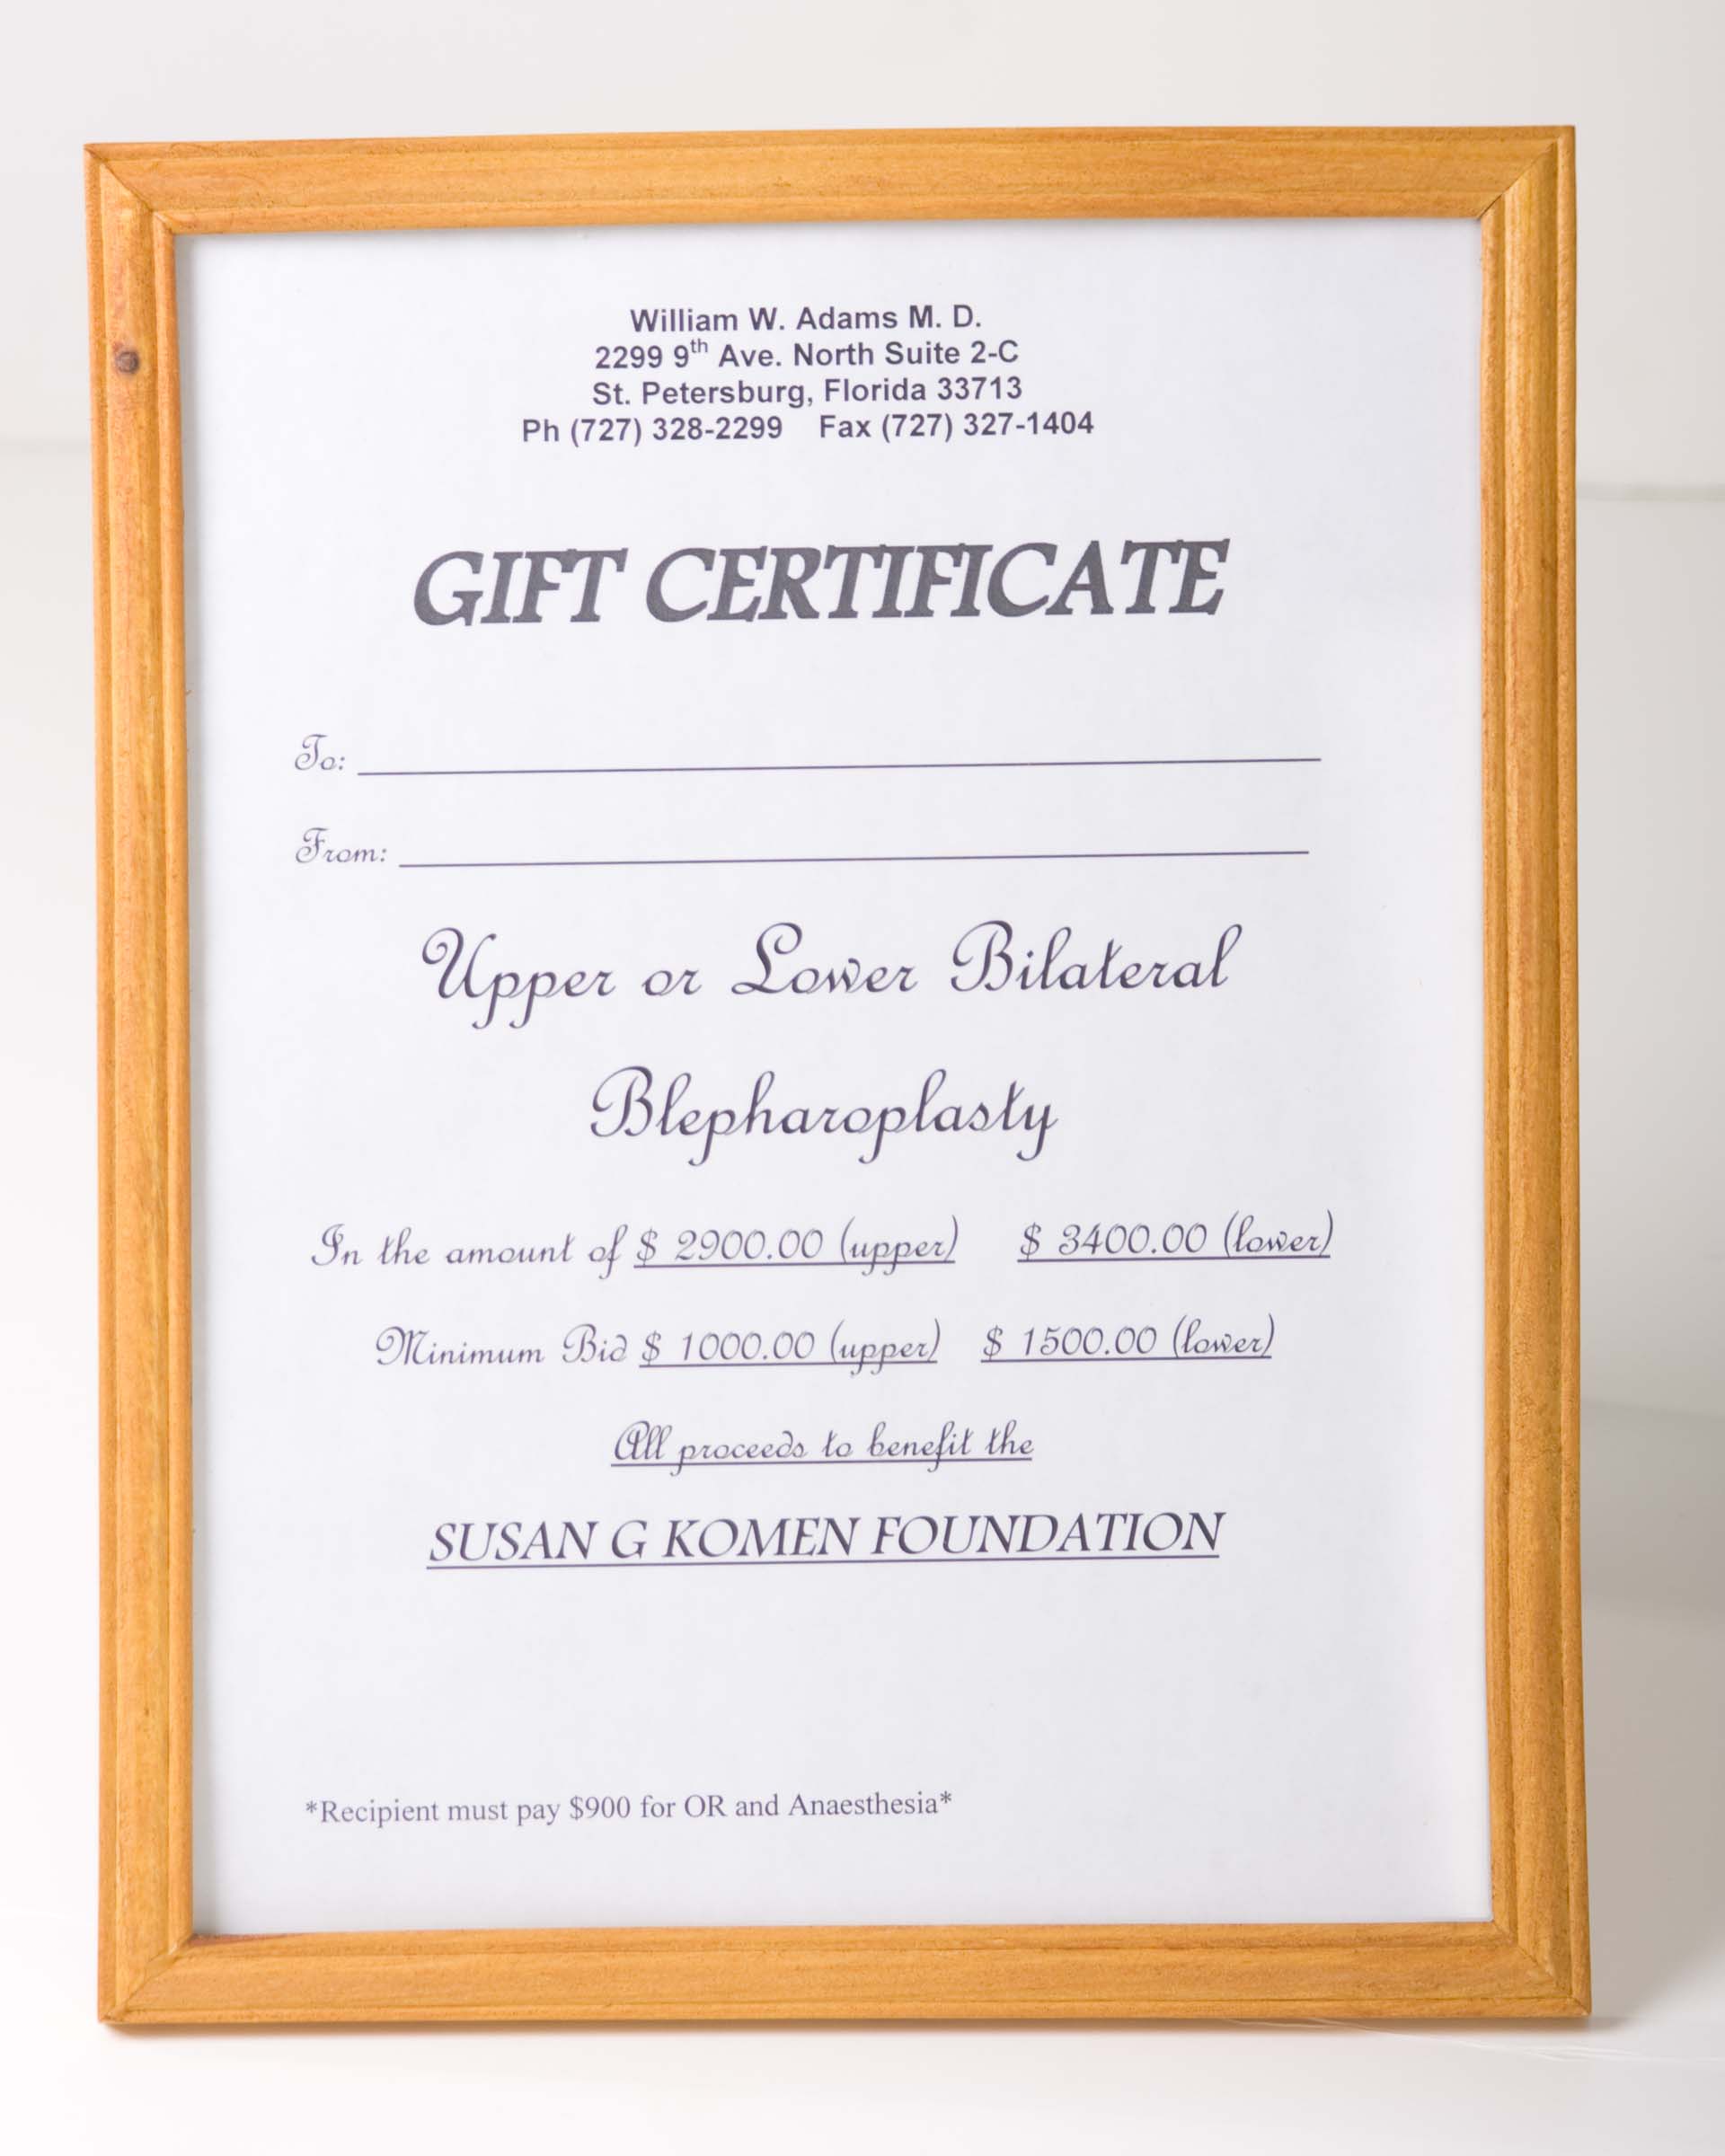 William W. Adams M. D.
2299 9th Ave. North Suite 2-C
St. Petersburg, Florida 33713
Ph (727) 328-2299 Fax (727) 327-1404
GIFT CERTIFICATE
To:
From:
Upper or Lower Bilateral
Blepharoplasty
In the amount of $ 2900.00 (upper) $ 3400.00 (lower)
Minimum Bid $ 1000.00 (upper) $ 1500.00 (lower)
All proceeds to benefit the
SUSAN G KOMEN FOUNDATION
*Recipient must pay $900 for OR and Anaesthesia*